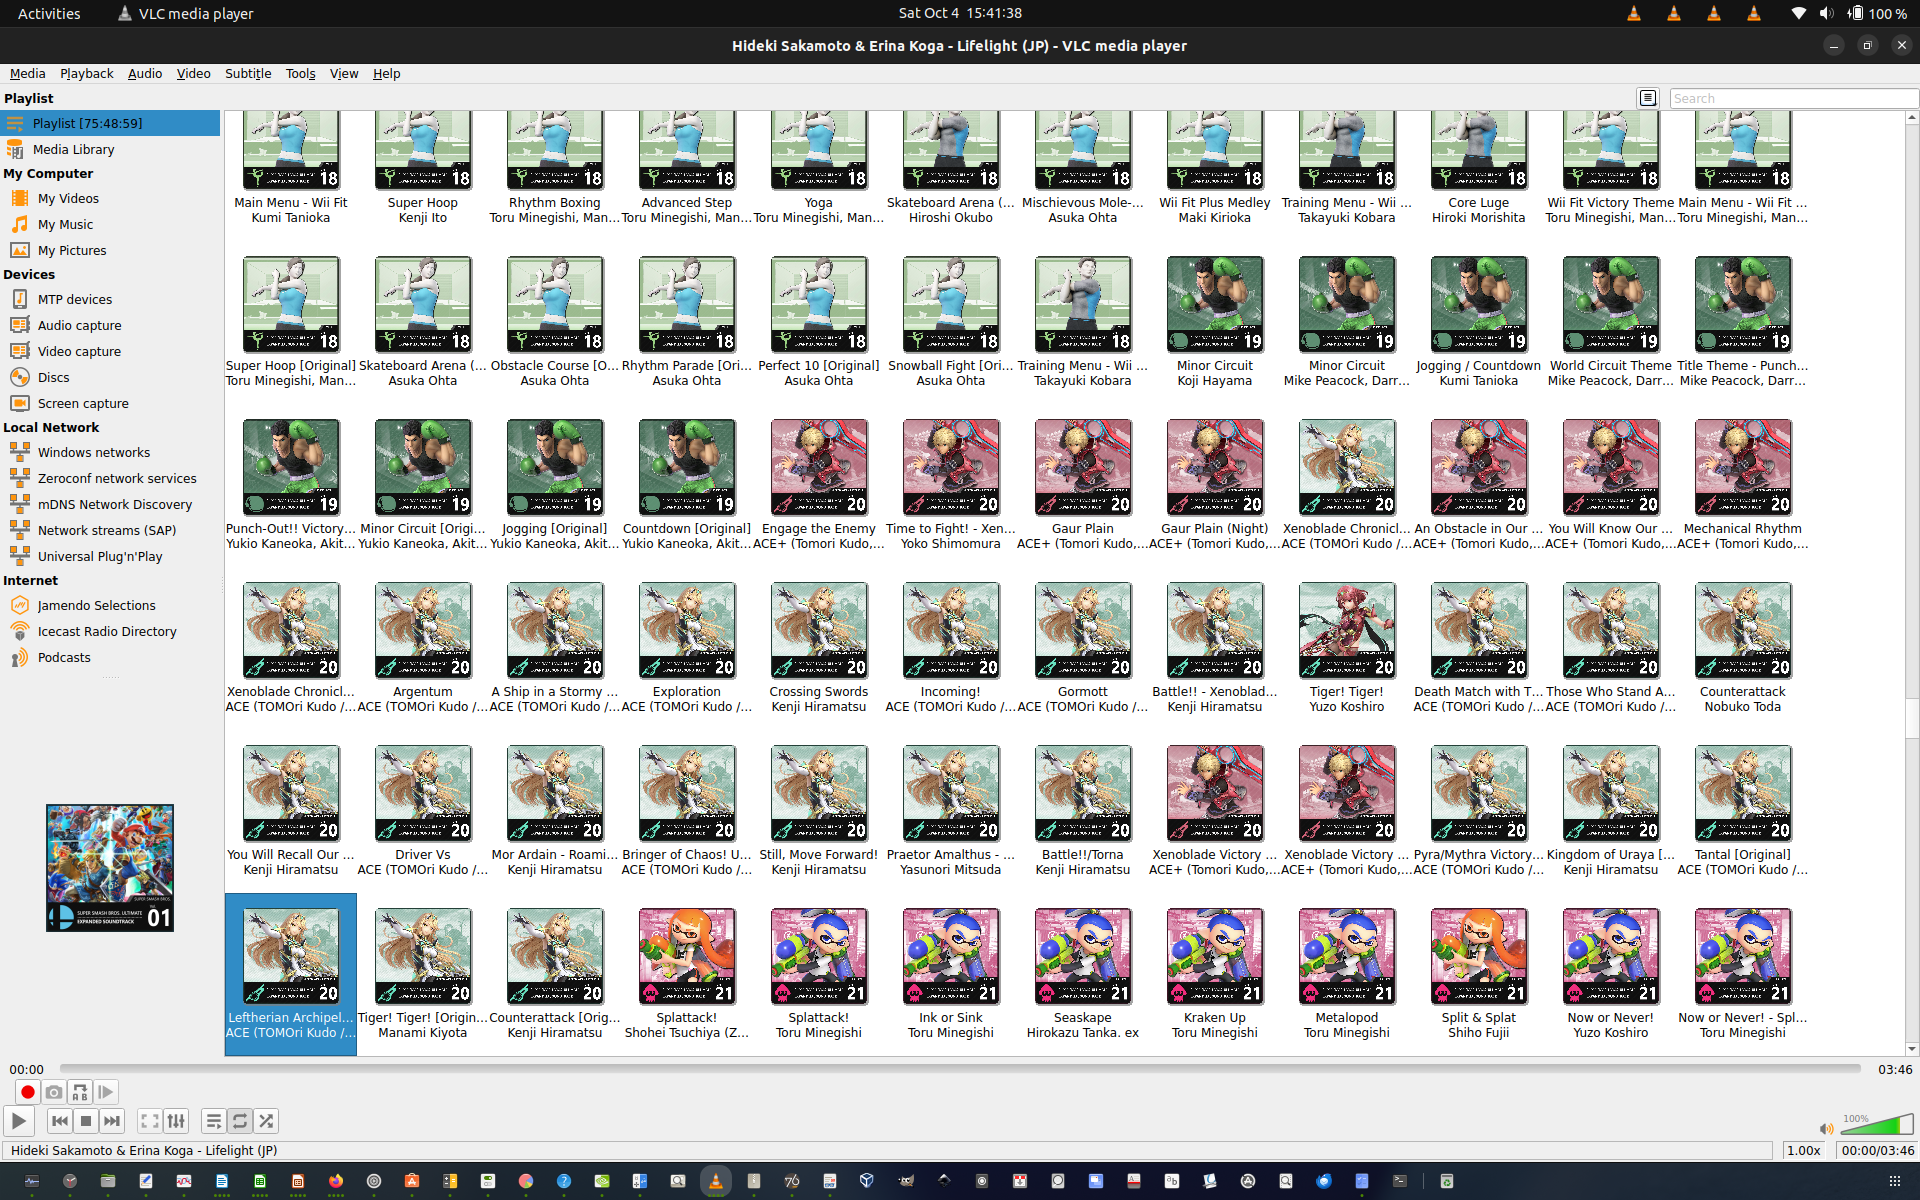 Activities
VLC media player
Sat Oct 4 15:41:38
100 %
Hideki Sakamoto & Erina Koga - Lifelight (JP) - VLC media player
Media Playback Audio Video Subtitle Tools View Help
Playlist
Search
Playlist [75:48:59]
Media Library
My Computer
My Videos
My Music
My Pictures
Devices
MTP devices
Audio capture
Video capture
Discs
Screen capture
Local Network
Windows networks
Zeroconf network services
mDNS Network Discovery
Network streams (SAP)
Universal Plug'n'Play
Internet
Jamendo Selections
Icecast Radio Directory
Podcasts
SUPER SMASH BROS. ULTIMATE
EXPANDED SOUNDTRACK
01
18 18 18 18 18 18 18 18 18 18 18 18
Main Menu - Wii Fit Super Hoop Rhythm Boxing Advanced Step Yoga Skateboard Arena (... Mischievous Mole-... Wii Fit Plus Medley Training Menu - Wii ... Core Luge Wii Fit Victory Theme Main Menu - Wii Fit ...
Kumi Tanioka Kenji Ito Toru Minegishi, Man... Toru Minegishi, Man... Toru Minegishi, Man... Hiroshi Okubo Asuka Ohta Maki Kirioka Takayuki Kobara Hiroki Morishita Toru Minegishi, Man... Toru Minegishi, Man...
18 18 18 18 18 18 18 19 19 19 19 19
Super Hoop [Original] Skateboard Arena (... Obstacle Course [O... Rhythm Parade [Ori... Perfect 10 [Original] Snowball Fight [Ori... Training Menu - Wii ... Minor Circuit Minor Circuit Jogging / Countdown World Circuit Theme Title Theme - Punch...
Toru Minegishi, Man... Asuka Ohta Asuka Ohta Asuka Ohta Asuka Ohta Asuka Ohta Takayuki Kobara Koji Hayama Mike Peacock, Darr... Kumi Tanioka Mike Peacock, Darr... Mike Peacock, Darr...
19 19 19 19 20 20 20 20 20 20 20 20
Punch-Out!! Victory... Minor Circuit [Origi... Jogging [Original] Countdown [Original] Engage the Enemy Time to Fight! - Xen... Gaur Plain Gaur Plain (Night) Xenoblade Chronicl... An Obstacle in Our ... You Will Know Our ... Mechanical Rhythm
Yukio Kaneoka, Akit... Yukio Kaneoka, Akit... Yukio Kaneoka, Akit... Yukio Kaneoka, Akit... ACE+ (Tomori Kudo,... Yoko Shimomura ACE+ (Tomori Kudo,... ACE+ (Tomori Kudo,... ACE (TOMOri Kudo /... ACE+ (Tomori Kudo,... ACE+ (Tomori Kudo,... ACE+ (Tomori Kudo,...
20 20 20 20 20 20 20 20 20 20 20 20
Xenoblade Chronicl... Argentum A Ship in a Stormy ... Exploration Crossing Swords Incoming! Gormott Battle!! - Xenoblad... Tiger! Tiger! Death Match with T... Those Who Stand A... Counterattack
ACE (TOMOri Kudo /... ACE (TOMOri Kudo /... ACE (TOMOri Kudo /... ACE (TOMOri Kudo /... Kenji Hiramatsu ACE (TOMOri Kudo /... ACE (TOMOri Kudo /... Kenji Hiramatsu Yuzo Koshiro ACE (TOMOri Kudo /... ACE (TOMOri Kudo /... Nobuko Toda
20 20 20 20 20 20 20 20 20 20 20 20
You Will Recall Our ... Driver Vs Mor Ardain - Roami... Bringer of Chaos! U... Still, Move Forward! Praetor Amalthus - ... Battle!!/Torna Xenoblade Victory ... Xenoblade Victory ... Pyra/Mythra Victory... Kingdom of Uraya [... Tantal [Original]
Kenji Hiramatsu ACE (TOMOri Kudo /... Kenji Hiramatsu ACE (TOMOri Kudo /... Kenji Hiramatsu Yasunori Mitsuda Kenji Hiramatsu ACE+ (Tomori Kudo,... ACE+ (Tomori Kudo,... ACE (TOMOri Kudo /... Kenji Hiramatsu ACE (TOMOri Kudo /...
20 20 20 21 21 21 21 21 21 21 21 21
Leftherian Archipel... Tiger! Tiger! [Origin... Counterattack [Orig... Splattack! Splattack! Ink or Sink Seaskape Kraken Up Metalopod Split & Splat Now or Never! Now or Never! - Spl...
ACE (TOMOri Kudo /... Manami Kiyota Kenji Hiramatsu Shohei Tsuchiya (Z... Toru Minegishi Toru Minegishi Hirokazu Tanka. ex Toru Minegishi Toru Minegishi Shiho Fujii Yuzo Koshiro Toru Minegishi
00:00
03:46
100%
Hideki Sakamoto & Erina Koga - Lifelight (JP)
1.00x
00:00/03:46